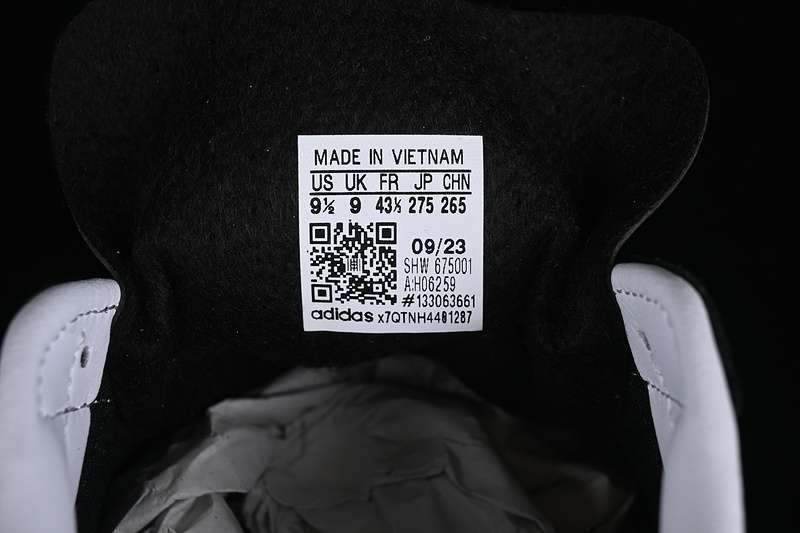 MADE IN VIETNAM
US UK FR JP CHN
9½ 9 43⅓ 275 265
09/23
SHW 675001
A:H06259
#133063661
adidas x7QTNH4481287